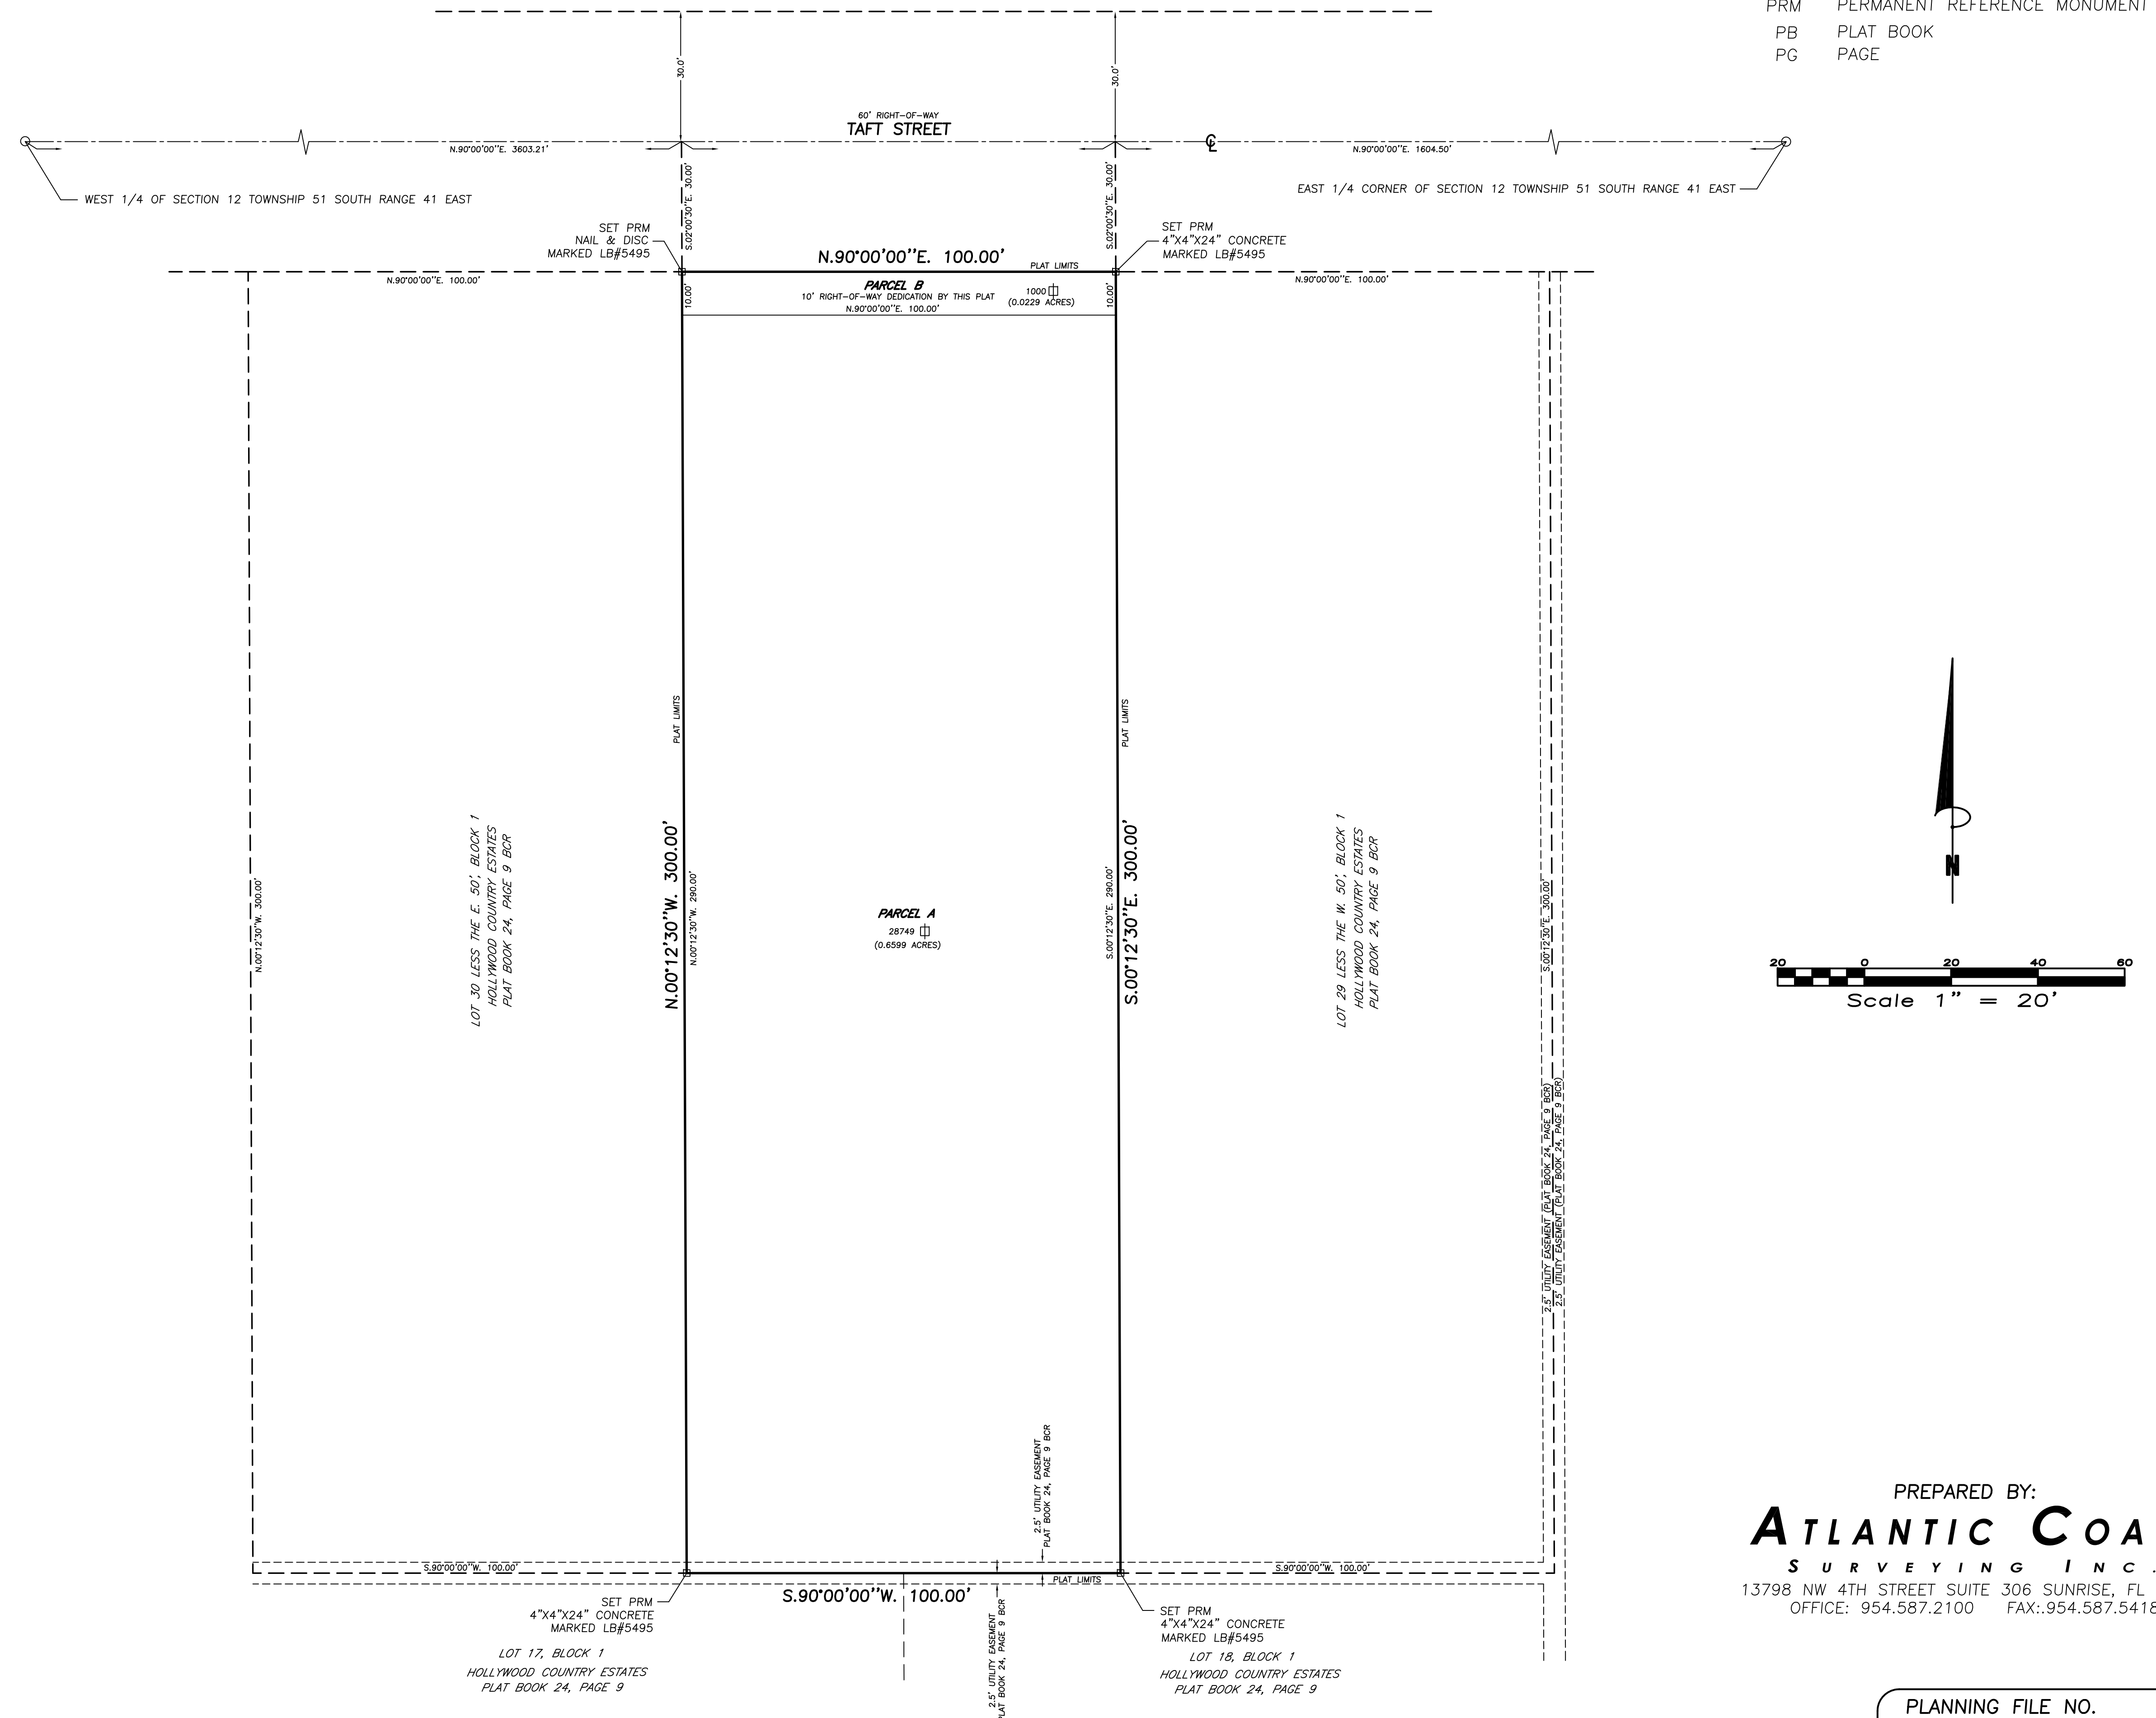 PRM PERMANENT REFERENCE MONUMENT
PB PLAT BOOK
PG PAGE
30.0'
30.0'
60' RIGHT-OF-WAY
TAFT STREET
N.90°00'00"E. 3603.21'
N.90°00'00"E. 1604.50'
WEST 1/4 OF SECTION 12 TOWNSHIP 51 SOUTH RANGE 41 EAST
EAST 1/4 CORNER OF SECTION 12 TOWNSHIP 51 SOUTH RANGE 41 EAST
S.02°00'30"E. 30.00'
S.02°00'30"E. 30.00'
SET PRM
NAIL & DISC
MARKED LB#5495
SET PRM
4"X4"X24" CONCRETE
MARKED LB#5495
N.90°00'00"E. 100.00'
PLAT LIMITS
N.90°00'00"E. 100.00'
N.90°00'00"E. 100.00'
10.00'
PARCEL B
10' RIGHT-OF-WAY DEDICATION BY THIS PLAT
N.90°00'00"E. 100.00'
1000
(0.0229 ACRES)
10.00'
PLAT LIMITS
PLAT LIMITS
N.00°12'30"W. 300.00'
LOT 30 LESS THE E. 50', BLOCK 1
HOLLYWOOD COUNTRY ESTATES
PLAT BOOK 24, PAGE 9 BCR
N.00°12'30"W. 300.00'
N.00°12'30"W. 290.00'
PARCEL A
28749
(0.6599 ACRES)
S.00°12'30"E. 290.00'
S.00°12'30"E. 300.00'
LOT 29 LESS THE W. 50', BLOCK 1
HOLLYWOOD COUNTRY ESTATES
PLAT BOOK 24, PAGE 9 BCR
S.00°12'30"E. 300.00'
2.5' UTILITY EASEMENT (PLAT BOOK 24, PAGE 9 BCR)
2.5' UTILITY EASEMENT (PLAT BOOK 24, PAGE 9 BCR)
N
20 0 20 40 60
Scale 1" = 20'
2.5' UTILITY EASEMENT
PLAT BOOK 24, PAGE 9 BCR
S.90°00'00"W. 100.00'
S.90°00'00"W. 100.00'
PLAT LIMITS
S.90°00'00"W. 100.00'
SET PRM
4"X4"X24" CONCRETE
MARKED LB#5495
SET PRM
4"X4"X24" CONCRETE
MARKED LB#5495
2.5' UTILITY EASEMENT
PLAT BOOK 24, PAGE 9 BCR
LOT 17, BLOCK 1
HOLLYWOOD COUNTRY ESTATES
PLAT BOOK 24, PAGE 9
LOT 18, BLOCK 1
HOLLYWOOD COUNTRY ESTATES
PLAT BOOK 24, PAGE 9
PREPARED BY:
ATLANTIC COA
SURVEYING INC.
13798 NW 4TH STREET SUITE 306 SUNRISE, FL
OFFICE: 954.587.2100 FAX:.954.587.5418
PLANNING FILE NO.